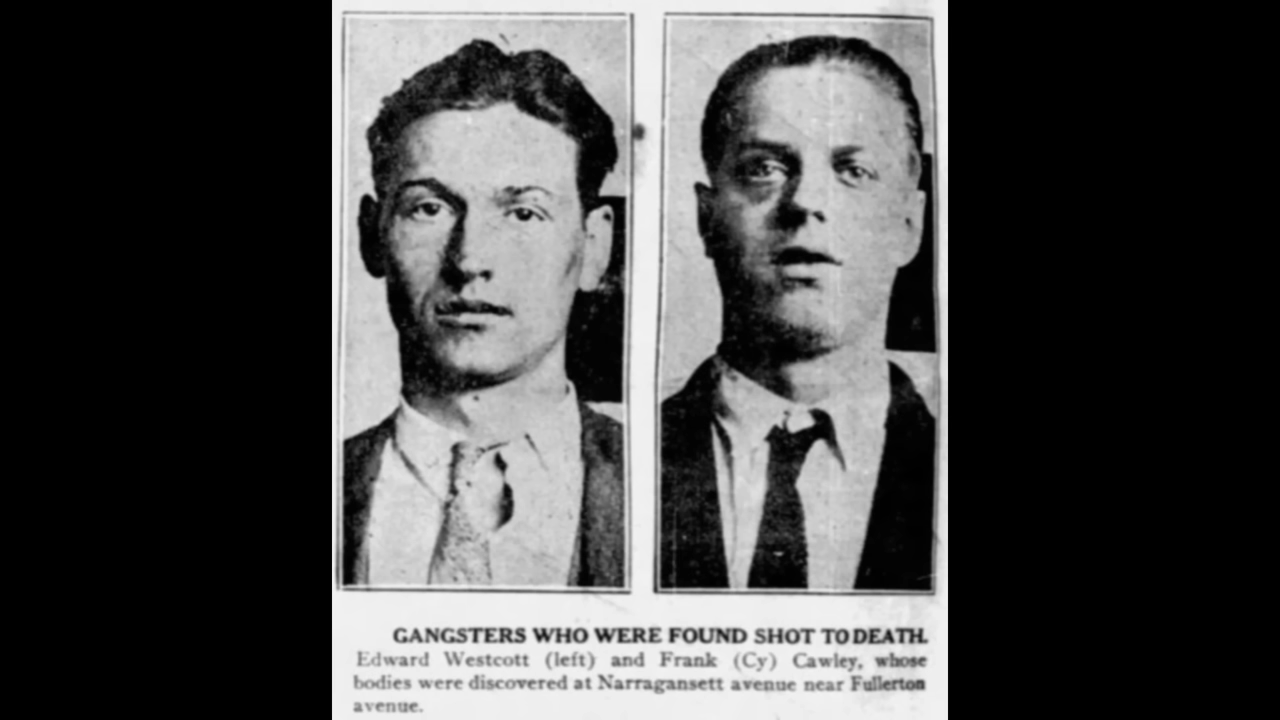 GANGSTERS WHO WERE FOUND SHOT TO DEATH.
Edward Westcott (left) and Frank (Cy) Cawley, whose
bodies were discovered at Narragansett avenue near Fullerton
avenue.